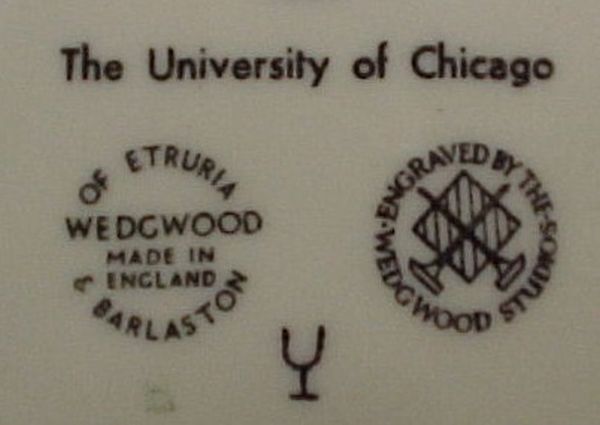 The University of Chicago
OF ETRURIA
WEDGWOOD
MADE IN
ENGLAND
& BARLASTON
ENGRAVED BY THE
WEDGWOOD STUDIOS